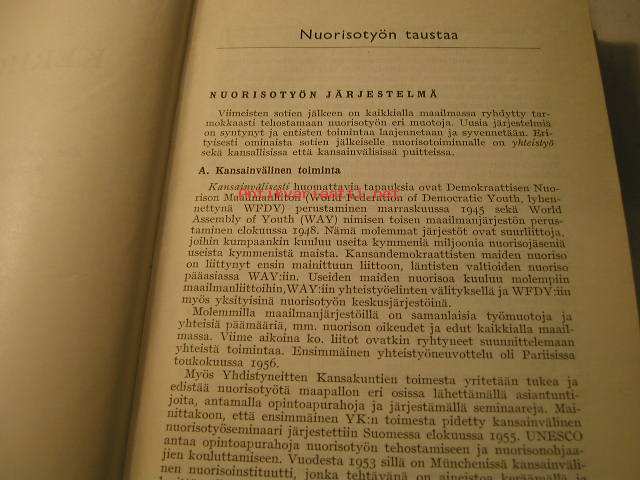 Nuorisotyön taustaa
NUORISOTYÖN JÄRJESTELMÄ
Viimeisten sotien jälkeen on kaikkialla maailmassa ryhdytty tar-
mokkaasti tehostamaan nuorisotyön eri muotoja. Uusia järjestelmiä
on syntynyt ja entisten toimintaa laajennetaan ja syvennetään. Eri-
tyisesti ominaista sotien jälkeiselle nuorisotoiminnalle on yhteistyö
sekä kansallisissa että kansainvälisissä puitteissa.
A. Kansainvälinen toiminta
Kansainvälisesti huomattavia tapauksia ovat Demokraattisen Nuo-
rison Maailmanliiton (World Federation of Democratic Youth, lyhen-
nettynä WFDY) perustaminen marraskuussa 1945 sekä World
Assembly of Youth (WAY) nimisen toisen maailmanjärjestön perus-
taminen elokuussa 1948. Nämä molemmat järjestöt ovat suurliittoja,
joihin kumpaankin kuuluu useita kymmeniä miljoonia nuorisojäseniä
useista kymmenistä maista. Kansandemokraattisten maiden nuoriso
on liittynyt ensin mainittuun liittoon, läntisten valtioiden nuoriso
pääasiassa WAY:iin. Useiden maiden nuorisoa kuuluu molempiin
maailmanliittoihin, WAY:iin yhteistyöelinten välityksellä ja WFDY:iin
myös yksityisinä nuorisotyön keskusjärjestöinä.
Molemmilla maailmanjärjestöillä on samanlaisia työmuotoja ja
yhteisiä päämääriä, mm. nuorison oikeudet ja edut kaikkialla maail-
massa. Viime aikoina ko. liitot ovatkin ryhtyneet suunnittelemaan
yhteistä toimintaa. Ensimmäinen yhteistyöneuvottelu oli Pariisissa
toukokuussa 1956.
Myös Yhdistyneitten Kansakuntien toimesta yritetään tukea ja
edistää nuorisotyötä maapallon eri osissa lähettämällä asiantunti-
joita, antamalla opintoapurahoja ja järjestämällä seminaareja. Mai-
nittakoon, että ensimmäinen YK:n toimesta pidetty kansainvälinen
nuorisotyöseminaari järjestettiin Suomessa elokuussa 1955. UNESCO
antaa opintoapurahoja nuorisotyön tehostamiseen ja nuorisonohjaa-
jien kouluttamiseen. Vuodesta 1953 sillä on Münchenissä kansainväli-
nen nuorisoinstituutti, jonka tehtävänä on aineistoa keräämällä ja